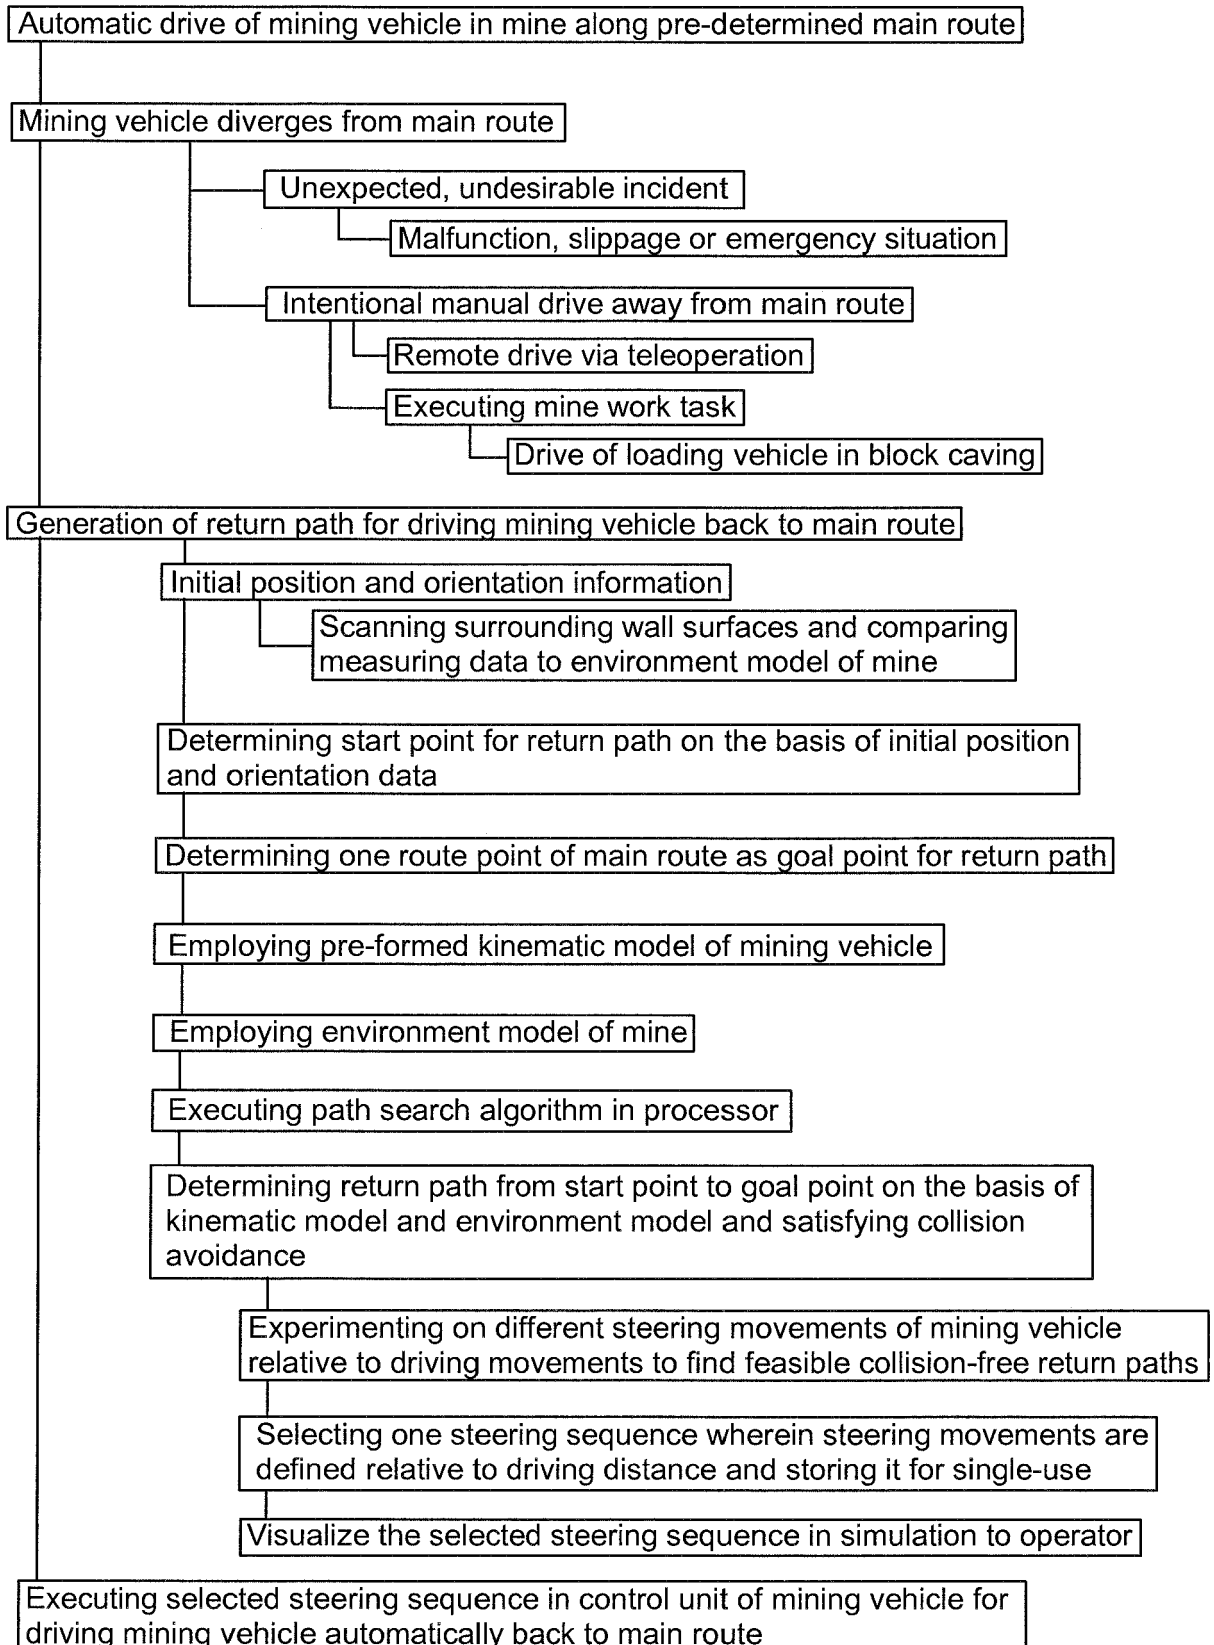 Automatic drive of mining vehicle in mine along pre-determined main route
Mining vehicle diverges from main route
Unexpected, undesirable incident
Malfunction, slippage or emergency situation
Intentional manual drive away from main route
Remote drive via teleoperation
Executing mine work task
Drive of loading vehicle in block caving
Generation of return path for driving mining vehicle back to main route
Initial position and orientation information
Scanning surrounding wall surfaces and comparing
measuring data to environment model of mine
Determining start point for return path on the basis of initial position
and orientation data
Determining one route point of main route as goal point for return path
Employing pre-formed kinematic model of mining vehicle
Employing environment model of mine
Executing path search algorithm in processor
Determining return path from start point to goal point on the basis of
kinematic model and environment model and satisfying collision
avoidance
Experimenting on different steering movements of mining vehicle
relative to driving movements to find feasible collision-free return paths
Selecting one steering sequence wherein steering movements are
defined relative to driving distance and storing it for single-use
Visualize the selected steering sequence in simulation to operator
Executing selected steering sequence in control unit of mining vehicle for
driving mining vehicle automatically back to main route